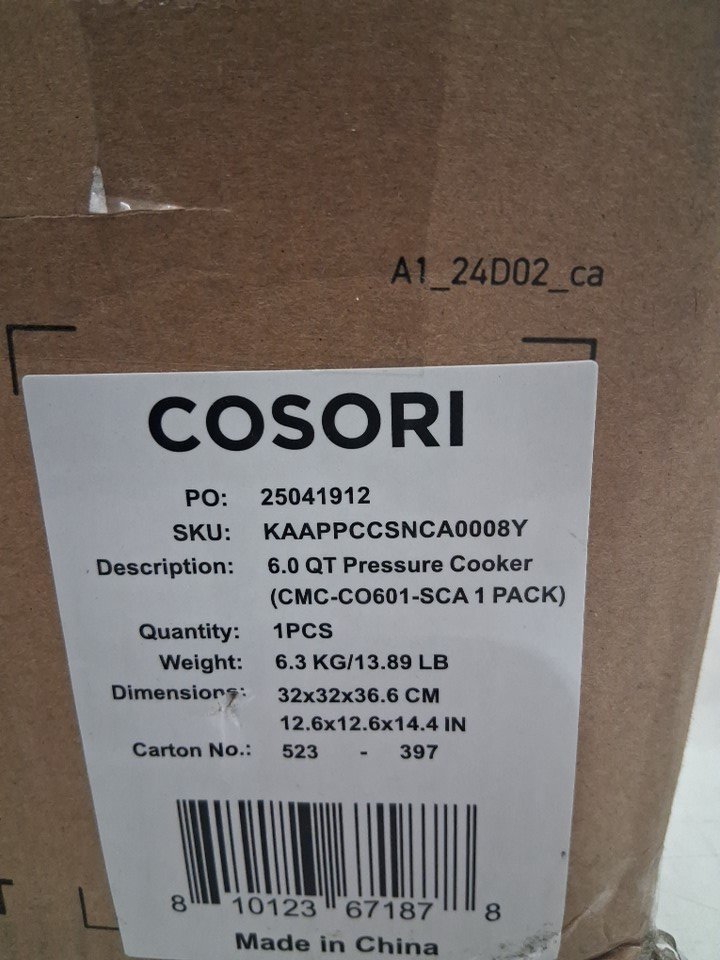 A1_24D02_ca
COSORI
PO: 25041912
SKU: KAAPPCCSNCA0008Y
Description: 6.0 QT Pressure Cooker
(CMC-CO601-SCA 1 PACK)
Quantity: 1PCS
Weight: 6.3 KG/13.89 LB
Dimensions: 32x32x36.6 CM
12.6x12.6x14.4 IN
Carton No.: 523 - 397
8 10123 67187 8
Made in China